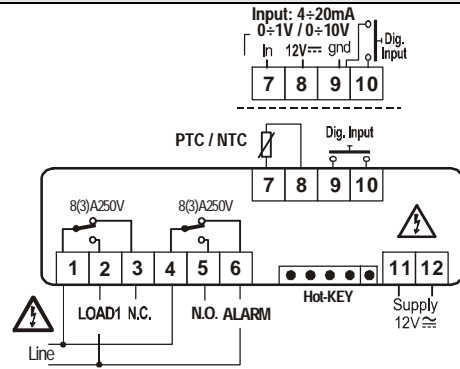 Input: 4÷20mA
0÷1V / 0÷10V
In 12V⎓ gnd
Dig.
Input
7 8 9 10
PTC / NTC
Dig. Input
7 8 9 10
8(3)A250V 8(3)A250V
1 2 3 4 5 6
11 12
LOAD1 N.C. N.O. ALARM
Hot-KEY
Supply
12V≂
Line